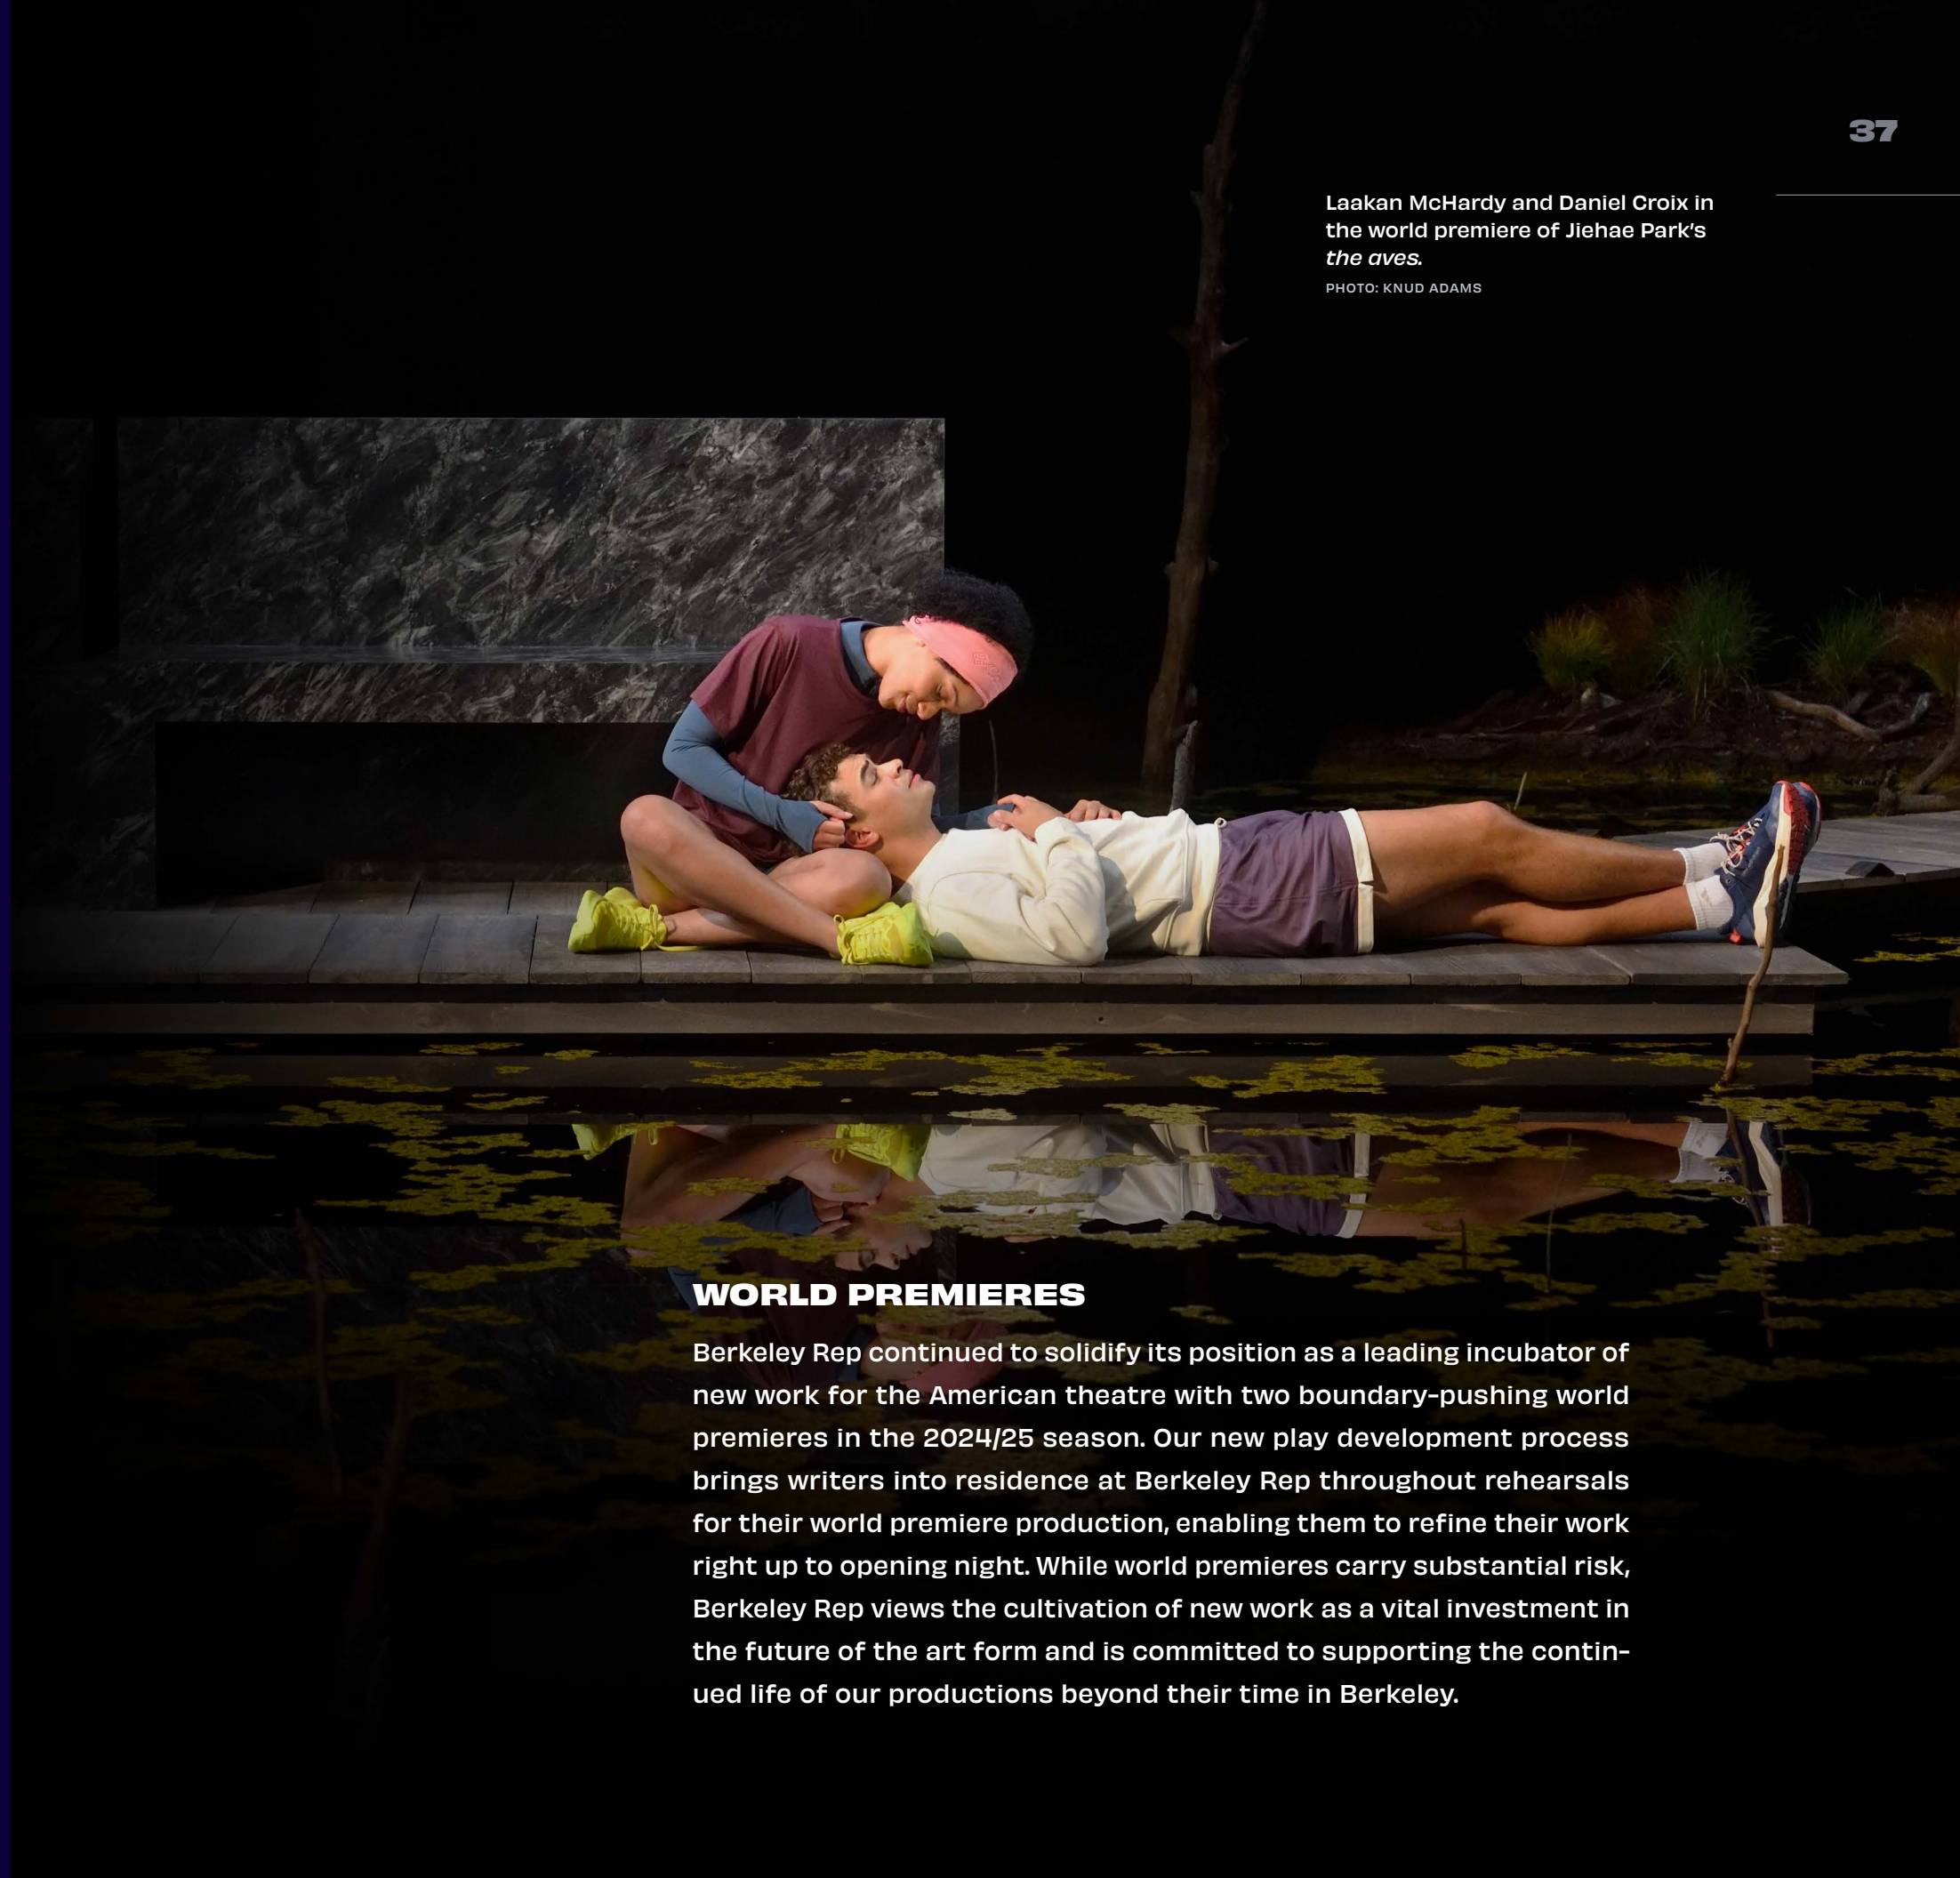 37
Laakan McHardy and Daniel Croix in
the world premiere of Jiehae Park's
the aves.
PHOTO: KNUD ADAMS
WORLD PREMIERES
Berkeley Rep continued to solidify its position as a leading incubator of
new work for the American theatre with two boundary-pushing world
premieres in the 2024/25 season. Our new play development process
brings writers into residence at Berkeley Rep throughout rehearsals
for their world premiere production, enabling them to refine their work
right up to opening night. While world premieres carry substantial risk,
Berkeley Rep views the cultivation of new work as a vital investment in
the future of the art form and is committed to supporting the contin-
ued life of our productions beyond their time in Berkeley.